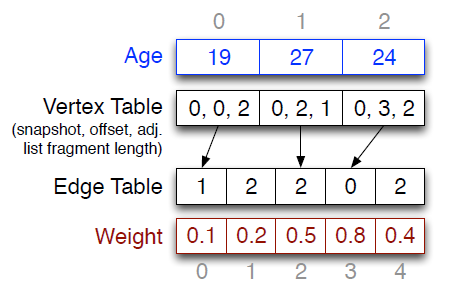 0 1 2
Age 19 27 24
Vertex Table 0, 0, 2 0, 2, 1 0, 3, 2
(snapshot, offset, adj.
list fragment length)
Edge Table 1 2 2 0 2
Weight 0.1 0.2 0.5 0.8 0.4
0 1 2 3 4